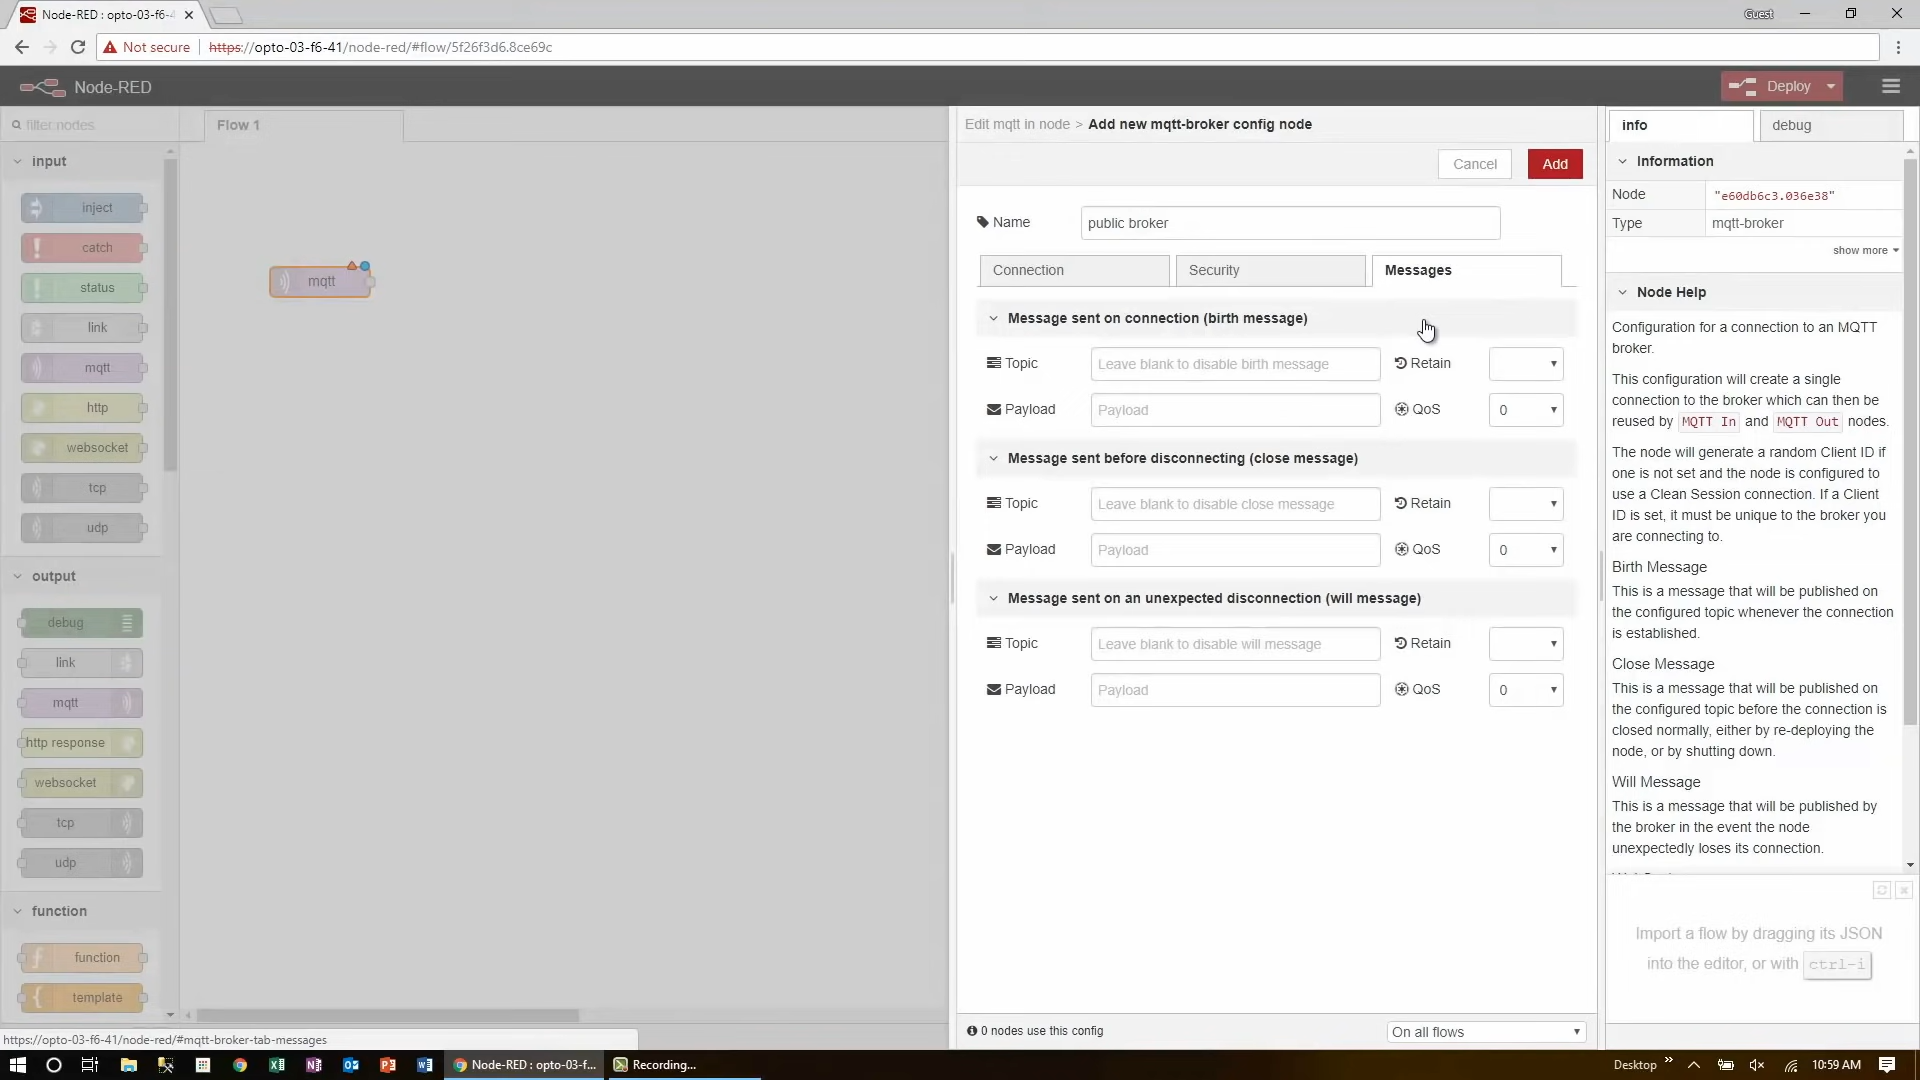 Node-RED : opto-03-f6-4
Guest
Not secure
https://opto-03-f6-41/node-red/#flow/5f26f3d6.8ce69c
Node-RED
Deploy
filter nodes
Flow 1
input
inject
catch
status
link
mqtt
http
websocket
tcp
udp
output
debug
link
mqtt
http response
websocket
tcp
udp
function
function
template
mqtt
Edit mqtt in node > Add new mqtt-broker config node
Cancel
Add
Name
public broker
Connection
Security
Messages
Message sent on connection (birth message)
Topic
Leave blank to disable birth message
Retain
Payload
Payload
QoS
0
Message sent before disconnecting (close message)
Topic
Leave blank to disable close message
Retain
Payload
Payload
QoS
0
Message sent on an unexpected disconnection (will message)
Topic
Leave blank to disable will message
Retain
Payload
Payload
QoS
0
0 nodes use this config
On all flows
info
debug
Information
Node
"e60db6c3.036e38"
Type
mqtt-broker
show more
Node Help
Configuration for a connection to an MQTT
broker.
This configuration will create a single
connection to the broker which can then be
reused by MQTT In and MQTT Out nodes.
The node will generate a random Client ID if
one is not set and the node is configured to
use a Clean Session connection. If a Client
ID is set, it must be unique to the broker you
are connecting to.
Birth Message
This is a message that will be published on
the configured topic whenever the connection
is established.
Close Message
This is a message that will be published on
the configured topic before the connection is
closed normally, either by re-deploying the
node, or by shutting down.
Will Message
This is a message that will be published by
the broker in the event the node
unexpectedly loses its connection.
Import a flow by dragging its JSON
into the editor, or with ctrl-i
https://opto-03-f6-41/node-red/#mqtt-broker-tab-messages
Node-RED : opto-03-f...
Recording...
Desktop
10:59 AM